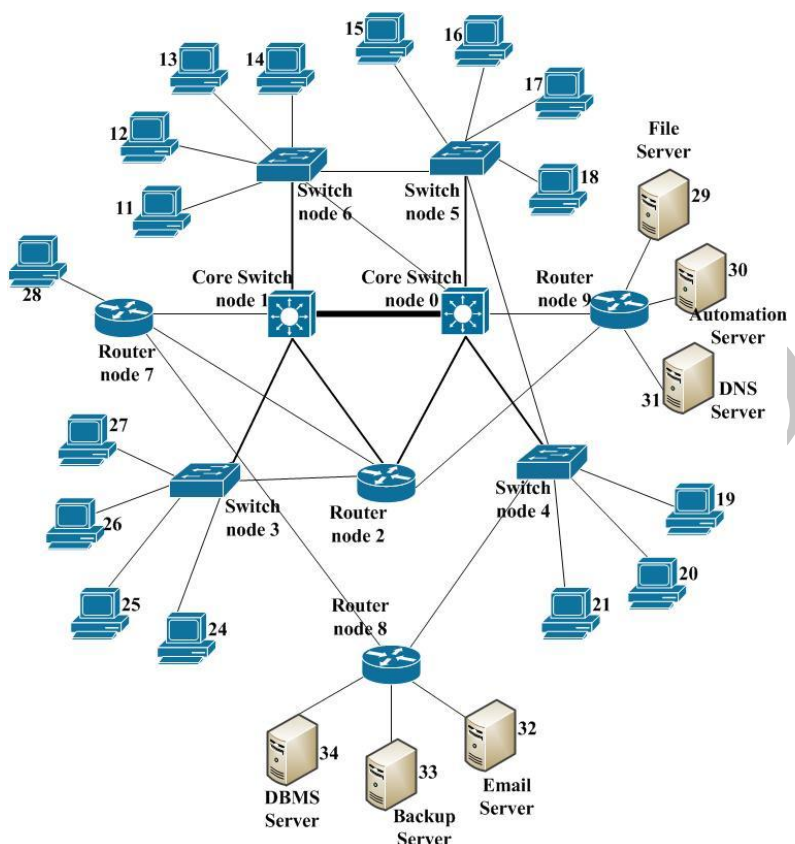 15
16
13
14
17
12
File
Server
11
Switch
node 6
Switch
node 5
18
29
Core Switch
node 1
Core Switch
node 0
Router
node 9
30
Automation
Server
28
Router
node 7
31
DNS
Server
27
26
Switch
node 3
Router
node 2
Switch
node 4
19
20
25
24
21
Router
node 8
34
33
32
DBMS
Server
Backup
Server
Email
Server